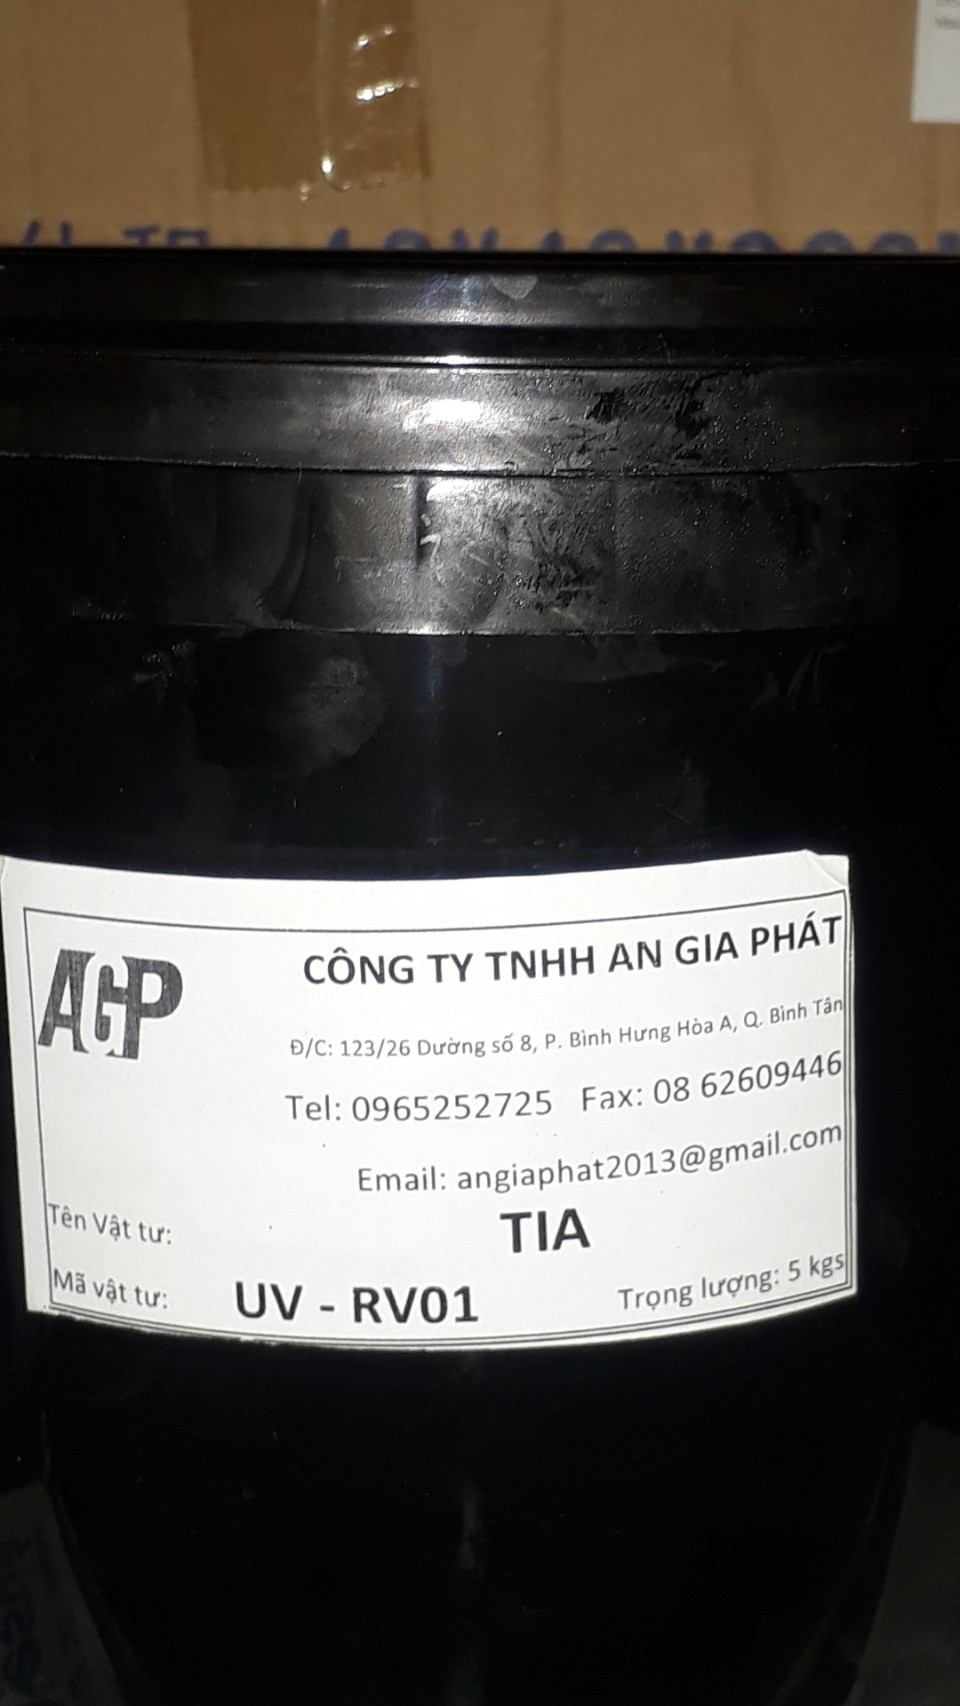 AGP
CÔNG TY TNHH AN GIA PHÁT
Đ/C: 123/26 Dường số 8, P. Bình Hưng Hòa A, Q. Bình Tân
Tel: 0965252725 Fax: 08 62609446
Email: angiaphat2013@gmail.com
Tên Vật tư: TIA
Mã vật tư: UV - RV01 Trọng lượng: 5 kgs